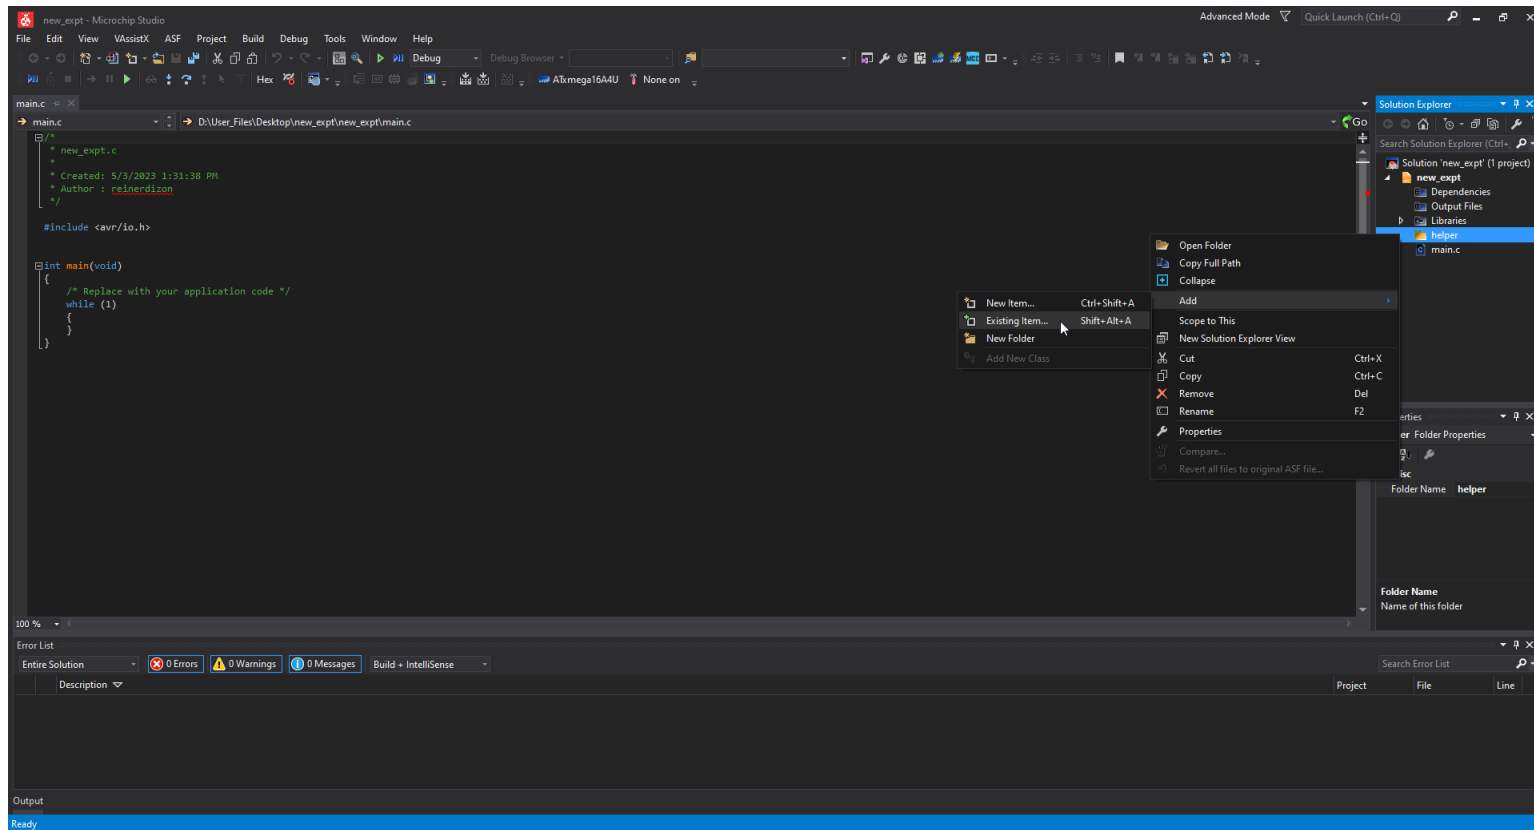 new_expt - Microchip Studio
Advanced Mode
Quick Launch (Ctrl+Q)
File Edit View VAssistX ASF Project Build Debug Tools Window Help
Debug
Debug Browser
Hex
ATxmega16A4U
None on
main.c
main.c
D:\User_Files\Desktop\new_expt\new_expt\main.c
Go
/*
* new_expt.c
*
* Created: 5/3/2023 1:31:38 PM
* Author : reinerdizon
*/
#include <avr/io.h>
int main(void)
{
/* Replace with your application code */
while (1)
{
}
}
100 %
New Item... Ctrl+Shift+A
Existing Item... Shift+Alt+A
New Folder
Add New Class
Open Folder
Copy Full Path
Collapse
Add
Scope to This
New Solution Explorer View
Cut Ctrl+X
Copy Ctrl+C
Remove Del
Rename F2
Properties
Compare...
Revert all files to original ASF file...
Solution Explorer
Search Solution Explorer (Ctrl+;
Solution 'new_expt' (1 project)
new_expt
Dependencies
Output Files
Libraries
helper
main.c
erties
er Folder Properties
isc
Folder Name helper
Folder Name
Name of this folder
Error List
Entire Solution
0 Errors
0 Warnings
0 Messages
Build + IntelliSense
Search Error List
Description Project File Line
Output
Ready